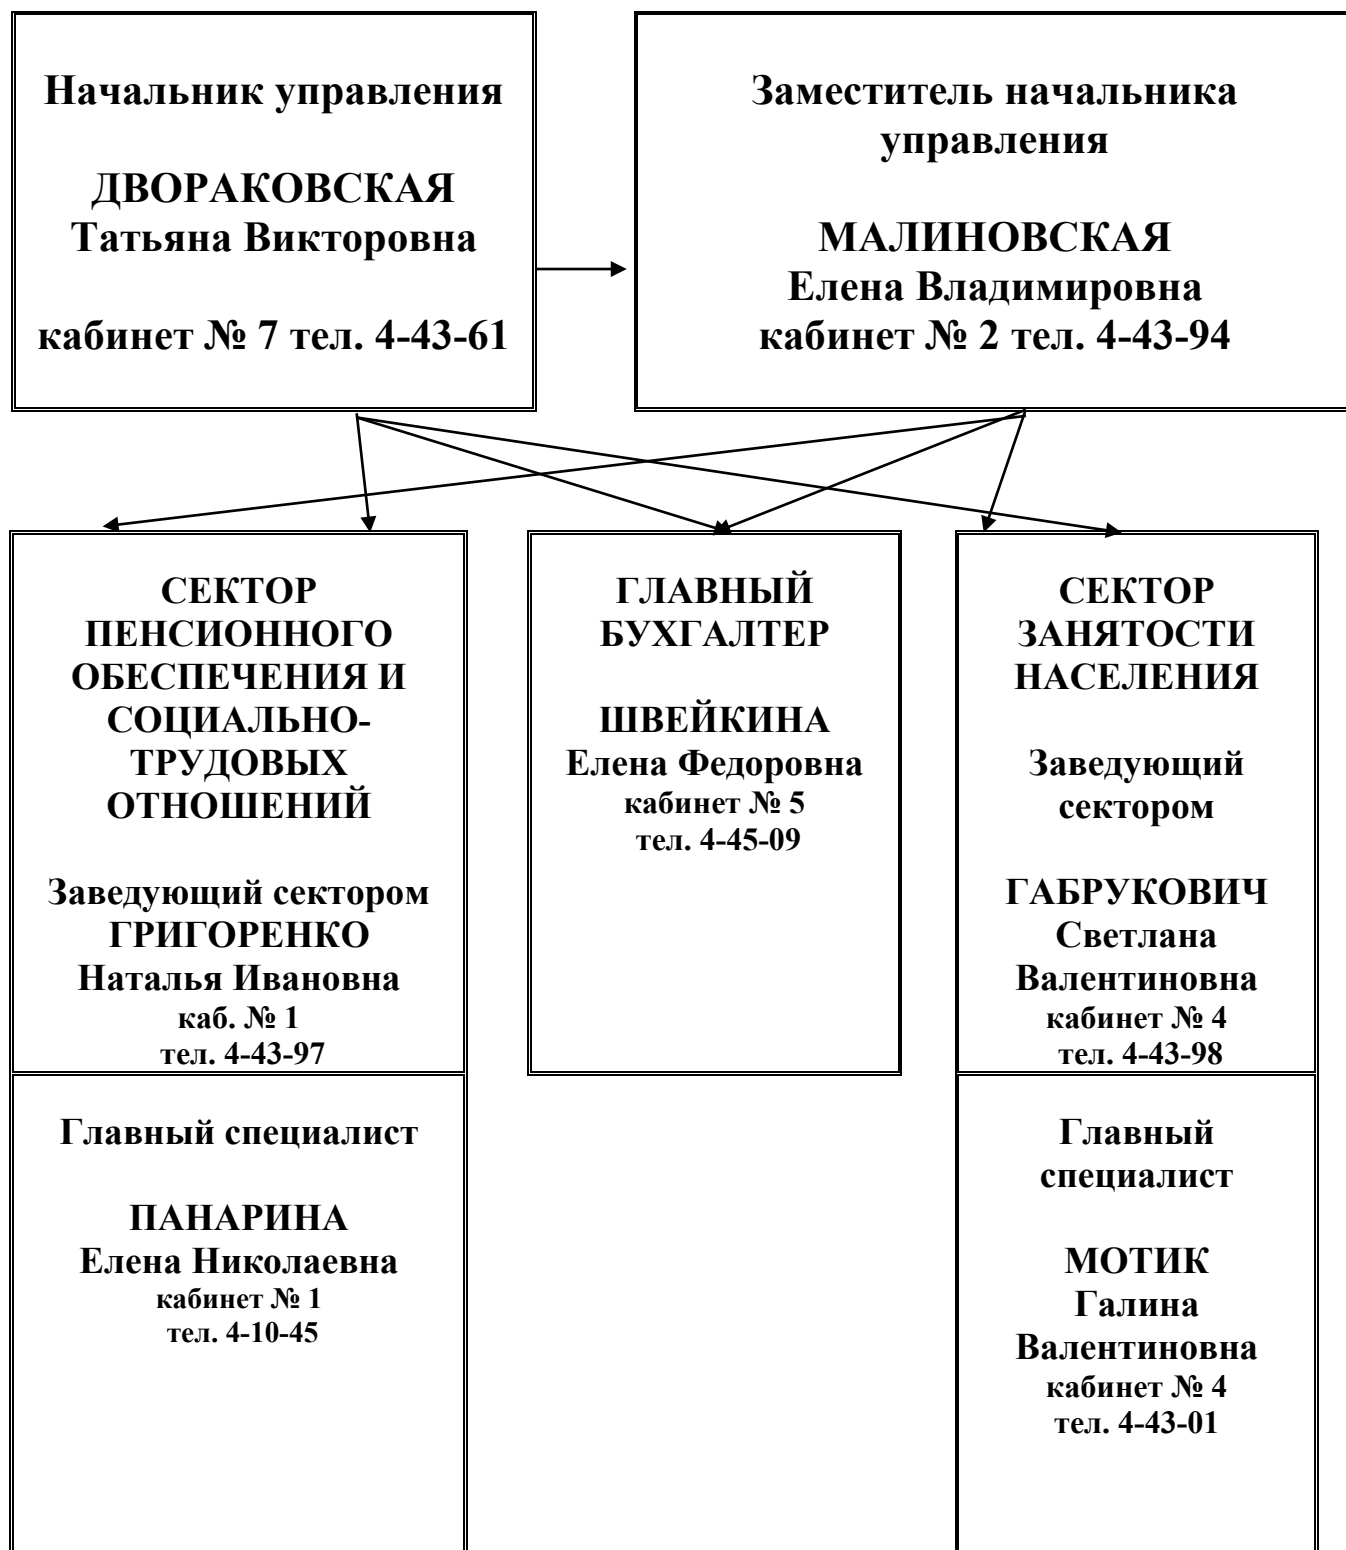 Начальник управления
ДВОРАКОВСКАЯ
Татьяна Викторовна
кабинет № 7 тел. 4-43-61
Заместитель начальника
управления
МАЛИНОВСКАЯ
Елена Владимировна
кабинет № 2 тел. 4-43-94
СЕКТОР
ПЕНСИОННОГО
ОБЕСПЕЧЕНИЯ И
СОЦИАЛЬНО-
ТРУДОВЫХ
ОТНОШЕНИЙ
Заведующий сектором
ГРИГОРЕНКО
Наталья Ивановна
каб. № 1
тел. 4-43-97
Главный специалист
ПАНАРИНА
Елена Николаевна
кабинет № 1
тел. 4-10-45
ГЛАВНЫЙ
БУХГАЛТЕР
ШВЕЙКИНА
Елена Федоровна
кабинет № 5
тел. 4-45-09
СЕКТОР
ЗАНЯТОСТИ
НАСЕЛЕНИЯ
Заведующий
сектором
ГАБРУКОВИЧ
Светлана
Валентиновна
кабинет № 4
тел. 4-43-98
Главный
специалист
МОТИК
Галина
Валентиновна
кабинет № 4
тел. 4-43-01